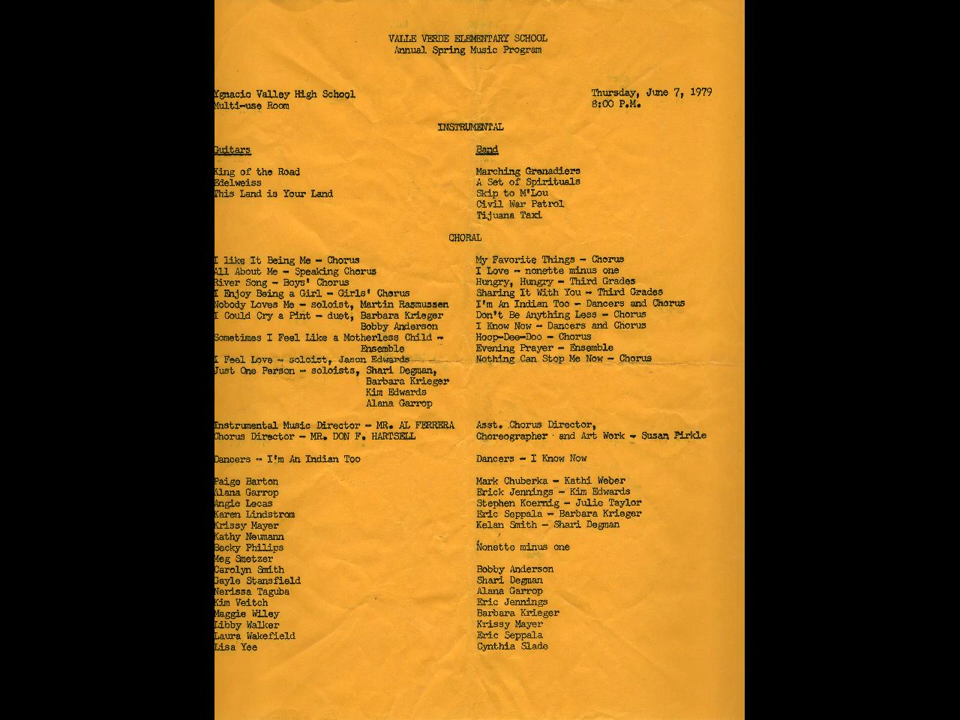 VALLE VERDE ELEMENTARY SCHOOL
Annual Spring Music Program
Ygnacio Valley High School
Multi-use Room
Thursday, June 7, 1979
8:00 P.M.
INSTRUMENTAL
Guitars
King of the Road
Edelweiss
This Land is Your Land
Band
Marching Grenadiers
A Set of Spirituals
Skip to M'Lou
Civil War Patrol
Tijuana Taxi
CHORAL
I like It Being Me - Chorus
All About Me - Speaking Chorus
River Song - Boys' Chorus
I Enjoy Being a Girl - Girls' Chorus
Nobody Loves Me - soloist, Martin Rasmussen
I Could Cry a Pint - duet, Barbara Krieger
Bobby Anderson
Sometimes I Feel Like a Motherless Child -
Ensemble
I Feel Love - soloist, Jason Edwards
Just One Person - soloists, Shari Degman,
Barbara Krieger
Kim Edwards
Alana Garrop
My Favorite Things - Chorus
I Love - nonette minus one
Hungry, Hungry - Third Grades
Sharing It With You - Third Grades
I'm An Indian Too - Dancers and Chorus
Don't Be Anything Less - Chorus
I Know Now - Dancers and Chorus
Hoop-Dee-Doo - Chorus
Evening Prayer - Ensemble
Nothing Can Stop Me Now - Chorus
Instrumental Music Director - MR. AL FERRERA
Chorus Director - MR. DON F. HARTSELL
Asst. Chorus Director,
Choreographer and Art Work - Susan Pirkle
Dancers - I'm An Indian Too
Paige Barton
Alana Garrop
Angie Locas
Karen Lindstrom
Krissy Mayer
Kathy Neumann
Becky Philips
Meg Smetzer
Carolyn Smith
Gayle Stansfield
Nerissa Taguba
Kim Veitch
Maggie Wiley
Libby Walker
Laura Wakefield
Lisa Yee
Dancers - I Know Now
Mark Chuberka - Kathi Weber
Erick Jennings - Kim Edwards
Stephen Koernig - Julie Taylor
Eric Seppala - Barbara Krieger
Kelan Smith - Shari Degman
Nonette minus one
Bobby Anderson
Shari Degman
Alana Garrop
Eric Jennings
Barbara Krieger
Krissy Mayer
Eric Seppala
Cynthia Slade